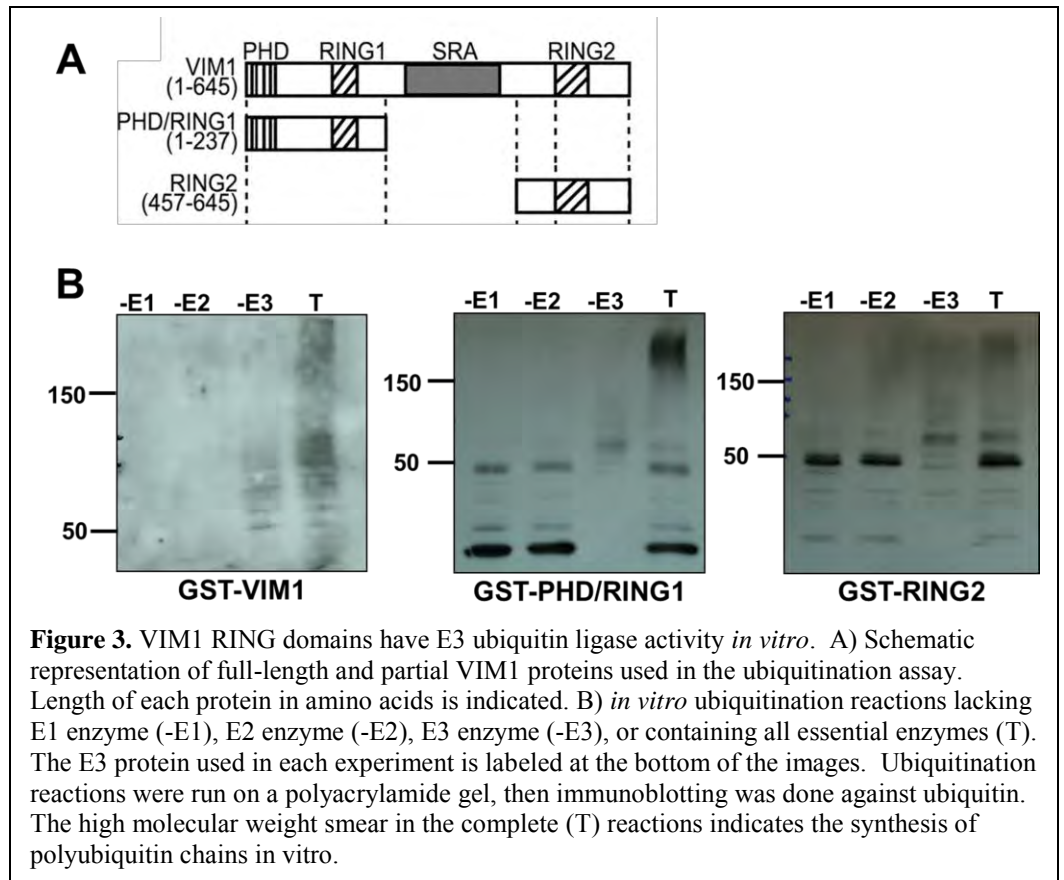 A
PHD RING1 SRA RING2
VIM1
(1-645)
PHD/RING1
(1-237)
RING2
(457-645)
B
-E1 -E2 -E3 T
150
50
GST-VIM1
-E1 -E2 -E3 T
150
50
GST-PHD/RING1
-E1 -E2 -E3 T
150
50
GST-RING2
Figure 3. VIM1 RING domains have E3 ubiquitin ligase activity in vitro. A) Schematic
representation of full-length and partial VIM1 proteins used in the ubiquitination assay.
Length of each protein in amino acids is indicated. B) in vitro ubiquitination reactions lacking
E1 enzyme (-E1), E2 enzyme (-E2), E3 enzyme (-E3), or containing all essential enzymes (T).
The E3 protein used in each experiment is labeled at the bottom of the images. Ubiquitination
reactions were run on a polyacrylamide gel, then immunoblotting was done against ubiquitin.
The high molecular weight smear in the complete (T) reactions indicates the synthesis of
polyubiquitin chains in vitro.